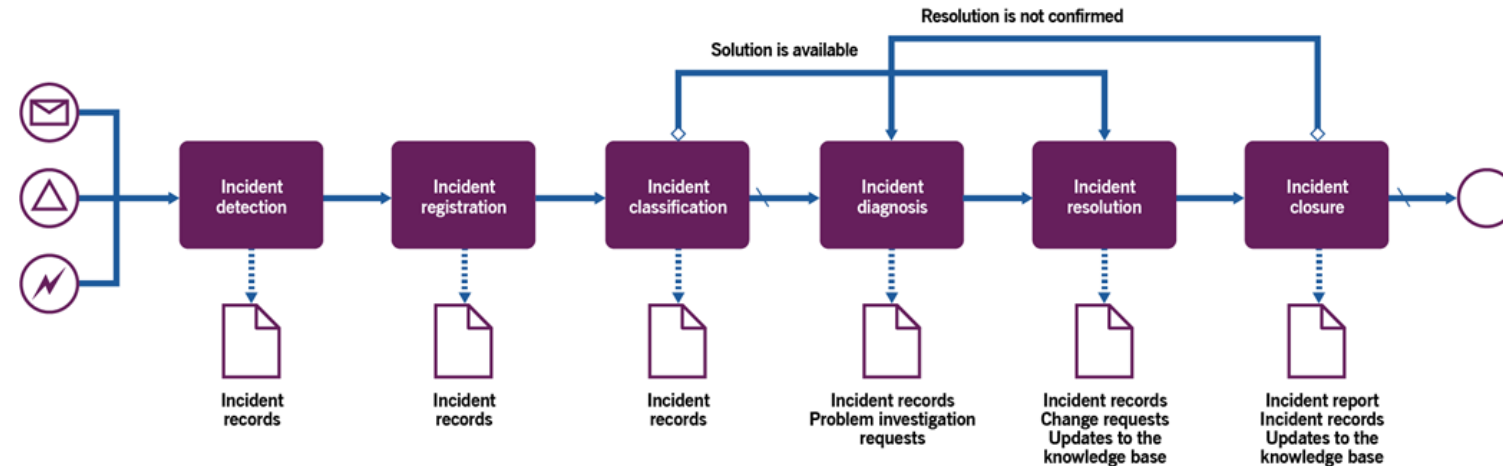 Resolution is not confirmed
Solution is available
Incident
detection
Incident
registration
Incident
classification
Incident
diagnosis
Incident
resolution
Incident
closure
Incident
records
Incident
records
Incident
records
Incident records
Problem investigation
requests
Incident records
Change requests
Updates to the
knowledge base
Incident report
Incident records
Updates to the
knowledge base